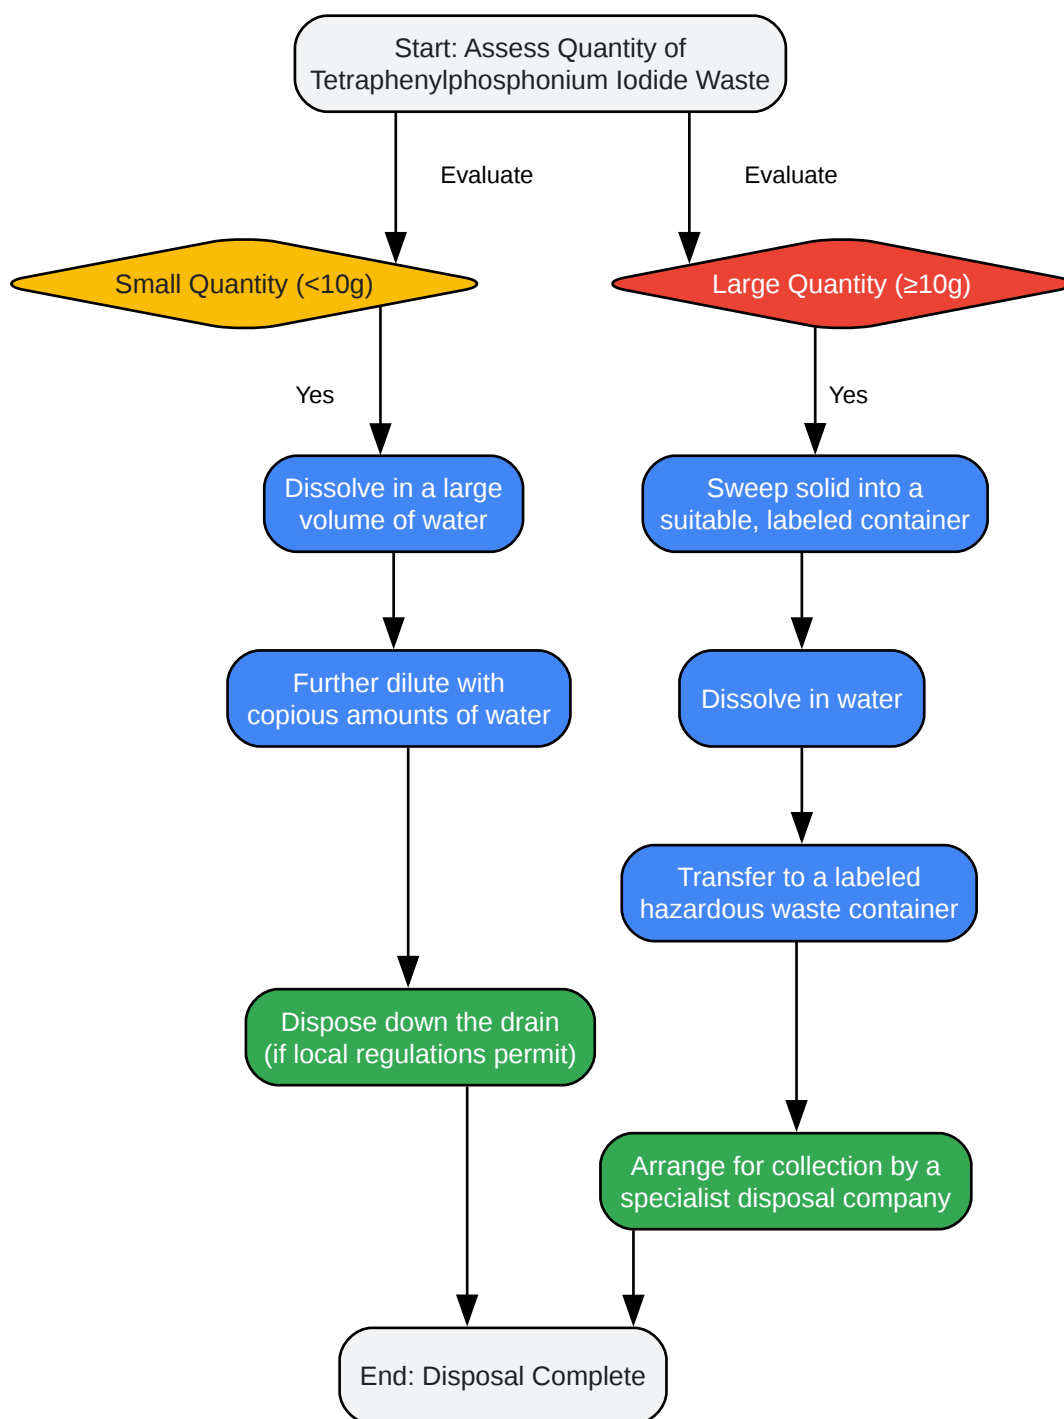 Start: Assess Quantity of
Tetraphenylphosphonium Iodide Waste
Evaluate
Evaluate
Small Quantity (<10g)
Large Quantity (≥10g)
Yes
Yes
Dissolve in a large
volume of water
Sweep solid into a
suitable, labeled container
Further dilute with
copious amounts of water
Dissolve in water
Transfer to a labeled
hazardous waste container
Dispose down the drain
(if local regulations permit)
Arrange for collection by a
specialist disposal company
End: Disposal Complete